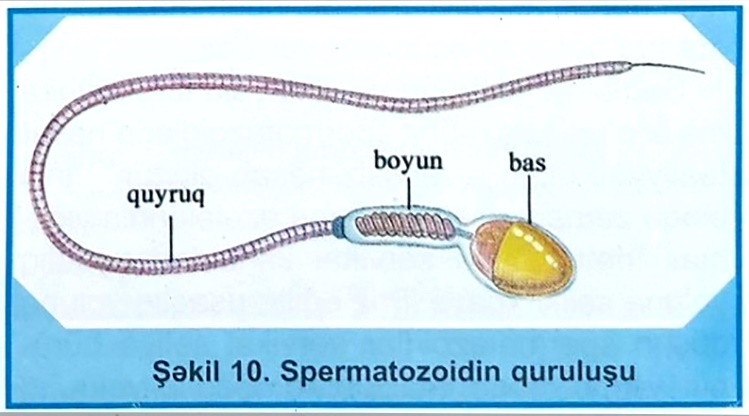 boyun
bas
quyruq
Şəkil 10. Spermatozoidin quruluşu